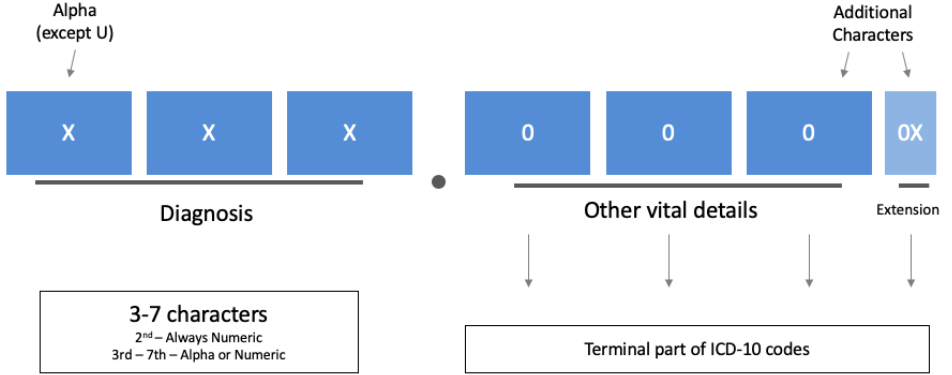 Alpha
(except U)
Additional
Characters
X
X
X
0
0
0
0X
Diagnosis
Other vital details
Extension
3-7 characters
2nd – Always Numeric
3rd – 7th – Alpha or Numeric
Terminal part of ICD-10 codes